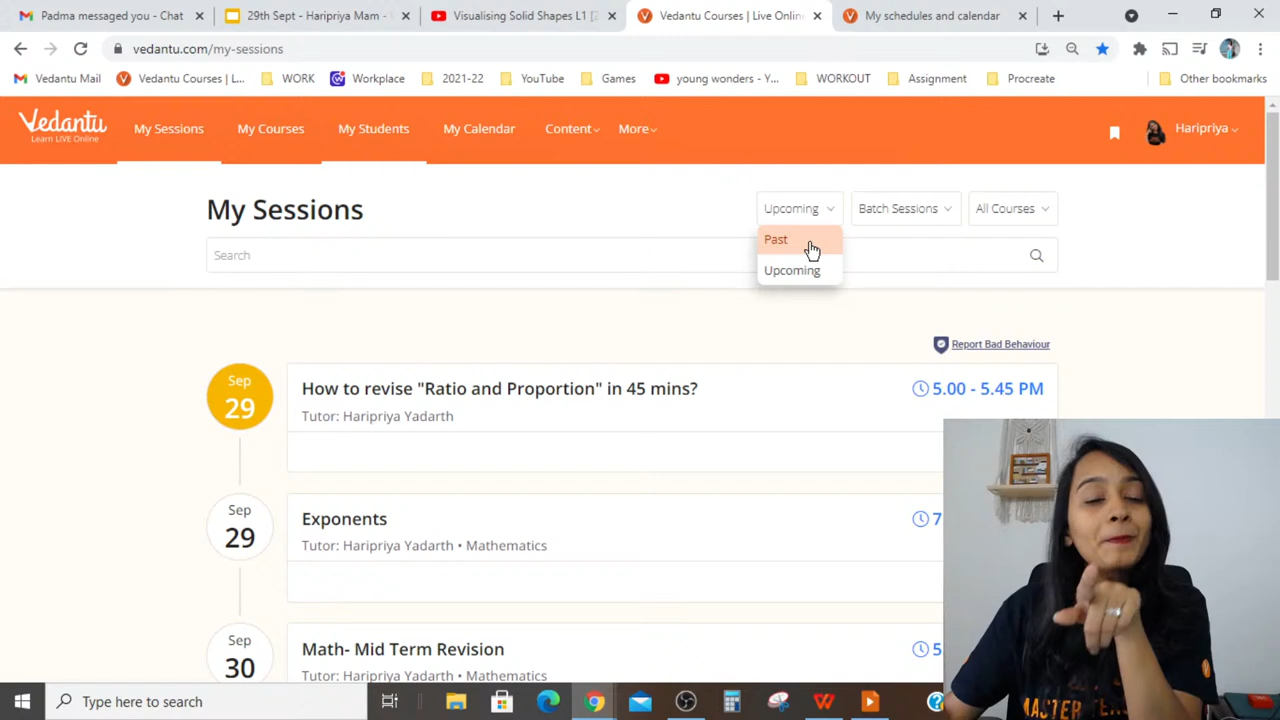 Padma messaged you - Chat
29th Sept - Haripriya Mam -
Visualising Solid Shapes L1 [
Vedantu Courses | Live Onlin
My schedules and calendar
vedantu.com/my-sessions
Vedantu Mail
Vedantu Courses | L...
WORK
Workplace
2021-22
YouTube
Games
young wonders - Y...
WORKOUT
Assignment
Procreate
Other bookmarks
Vedantu
Learn LIVE Online
My Sessions
My Courses
My Students
My Calendar
Content
More
Haripriya
My Sessions
Upcoming
Batch Sessions
All Courses
Past
Upcoming
Search
Report Bad Behaviour
Sep
29
How to revise "Ratio and Proportion" in 45 mins?
5.00 - 5.45 PM
Tutor: Haripriya Yadarth
Sep
29
Exponents
7
Tutor: Haripriya Yadarth • Mathematics
Sep
30
Math- Mid Term Revision
5
Tutor: Haripriya Yadarth • Mathematics
Type here to search
MASTER TE